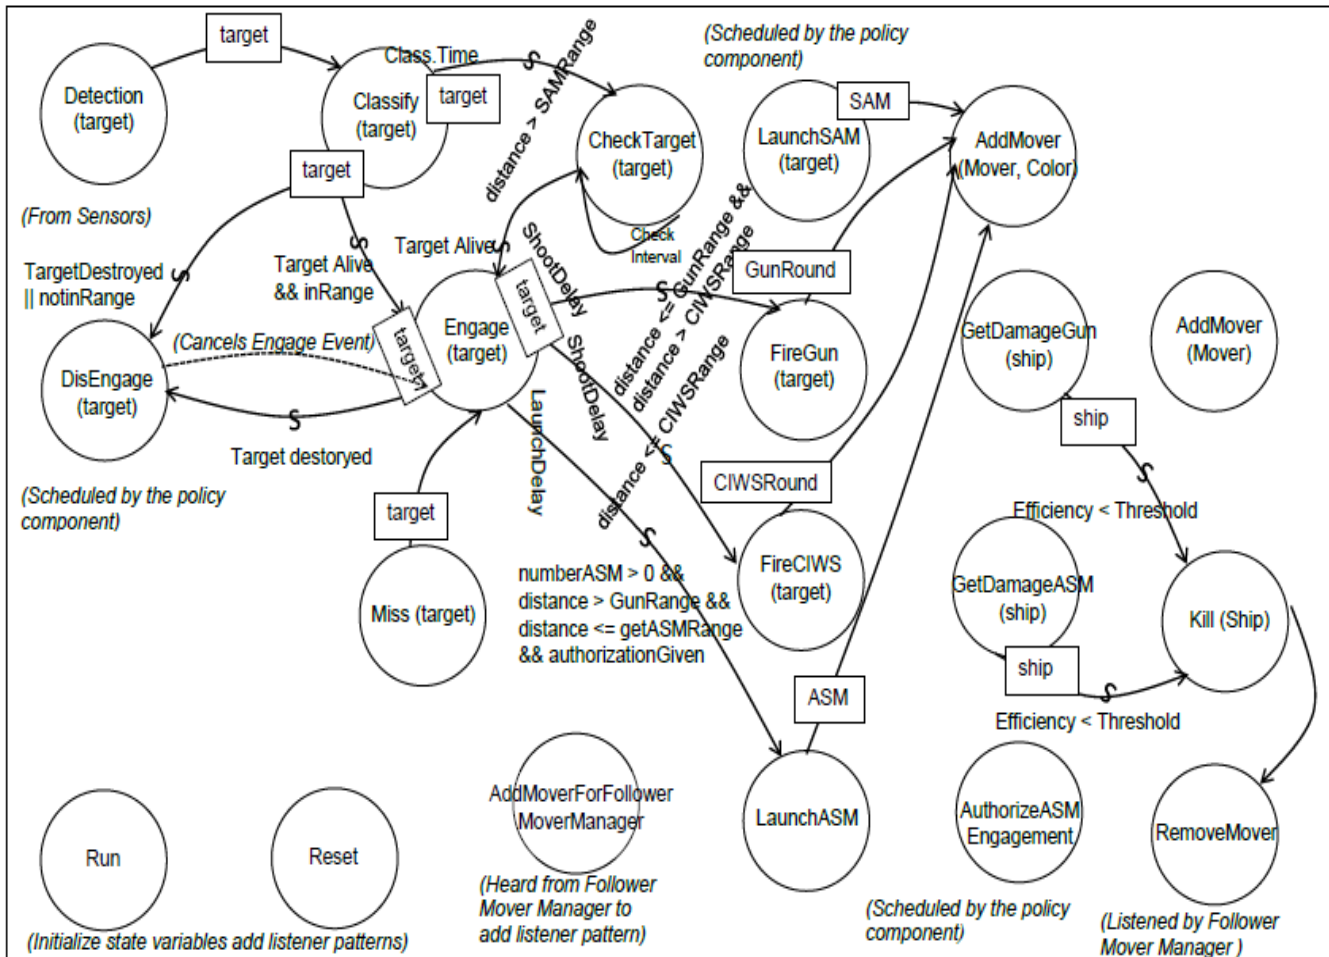 target
Detection
(target)
(From Sensors)
Class.Time
Classify
(target)
target
target
distance > SAMRange
CheckTarget
(target)
Check
Interval
(Scheduled by the policy
component)
LaunchSAM
(target)
SAM
AddMover
(Mover, Color)
TargetDestroyed
|| notinRange
Target Alive
&& inRange
Target Alive
(Cancels Engage Event)
DisEngage
(target)
target
Engage
(target)
target
ShootDelay
ShootDelay
LaunchDelay
distance <= GunRange &&
distance > CIWSRange
distance <= CIWSRange
GunRound
FireGun
(target)
GetDamageGun
(ship)
AddMover
(Mover)
ship
Target destoryed
(Scheduled by the policy
component)
target
Miss (target)
CIWSRound
FireCIWS
(target)
numberASM > 0 &&
distance > GunRange &&
distance <= getASMRange
&& authorizationGiven
Efficiency < Threshold
GetDamageASM
(ship)
Kill (Ship)
ship
Efficiency < Threshold
ASM
LaunchASM
Run
Reset
(Initialize state variables add listener patterns)
AddMoverForFollower
MoverManager
(Heard from Follower
Mover Manager to
add listener pattern)
AuthorizeASM
Engagement
(Scheduled by the policy
component)
RemoveMover
(Listened by Follower
Mover Manager )
S
S
S
S
S
S
S
S
S
S